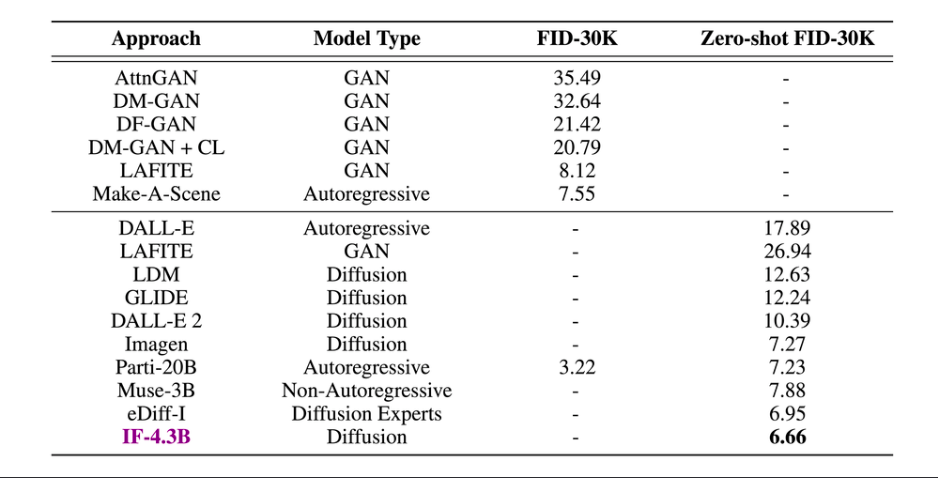 Approach Model Type FID-30K Zero-shot FID-30K
AttnGAN GAN 35.49 -
DM-GAN GAN 32.64 -
DF-GAN GAN 21.42 -
DM-GAN + CL GAN 20.79 -
LAFITE GAN 8.12 -
Make-A-Scene Autoregressive 7.55 -
DALL-E Autoregressive - 17.89
LAFITE GAN - 26.94
LDM Diffusion - 12.63
GLIDE Diffusion - 12.24
DALL-E 2 Diffusion - 10.39
Imagen Diffusion - 7.27
Parti-20B Autoregressive 3.22 7.23
Muse-3B Non-Autoregressive - 7.88
eDiff-I Diffusion Experts - 6.95
IF-4.3B Diffusion - 6.66